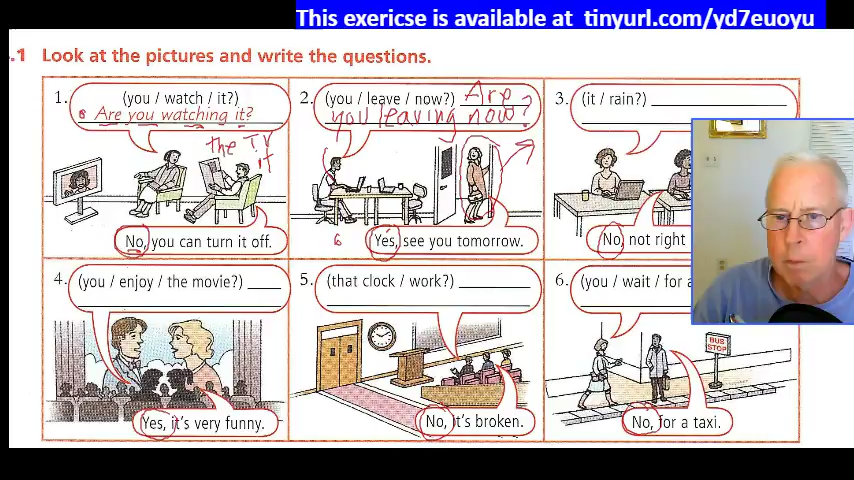 This exericse is available at tinyurl.com/yd7euoyu
.1 Look at the pictures and write the questions.
1. (you / watch / it?)
Are you watching it?
the TV
it
No, you can turn it off.
2. (you / leave / now?) Are
you leaving now?
6 Yes, see you tomorrow.
3. (it / rain?)
No, not right
4. (you / enjoy / the movie?)
Yes, it's very funny.
5. (that clock / work?)
No, it's broken.
6. (you / wait / for a
BUS
STOP
No, for a taxi.